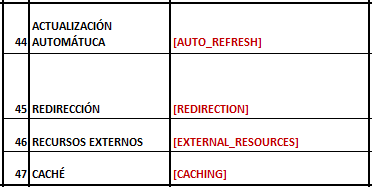 ACTUALIZACIÓN
44 AUTOMÁTUCA [AUTO_REFRESH]
45 REDIRECCIÓN [REDIRECTION]
46 RECURSOS EXTERNOS [EXTERNAL_RESOURCES]
47 CACHÉ [CACHING]